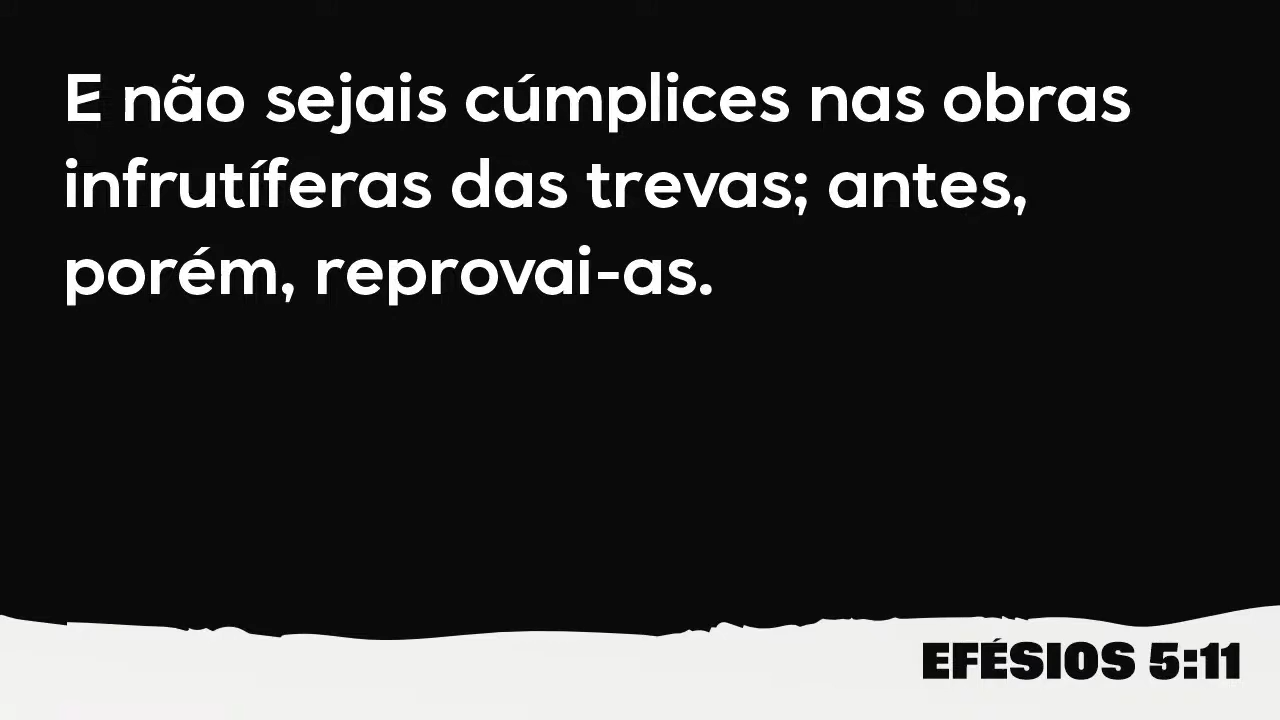 E não sejais cúmplices nas obras
infrutíferas das trevas; antes,
porém, reprovai-as.
EFÉSIOS 5:11